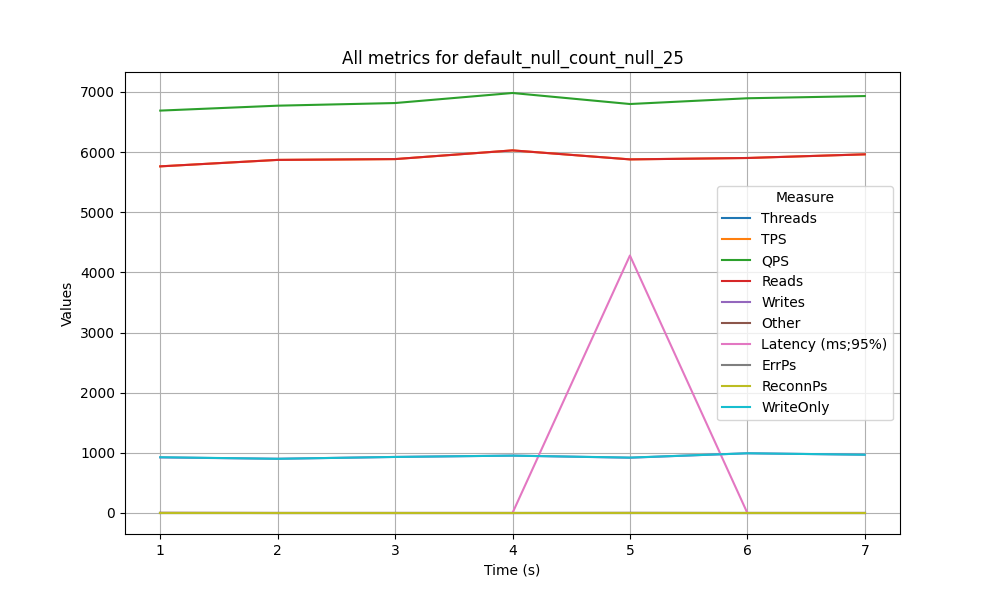 All metrics for default_null_count_null_25
7000
6000
5000
4000
3000
2000
1000
0
Values
Measure
Threads
TPS
QPS
Reads
Writes
Other
Latency (ms;95%)
ErrPs
ReconnPs
WriteOnly
1 2 3 4 5 6 7
Time (s)